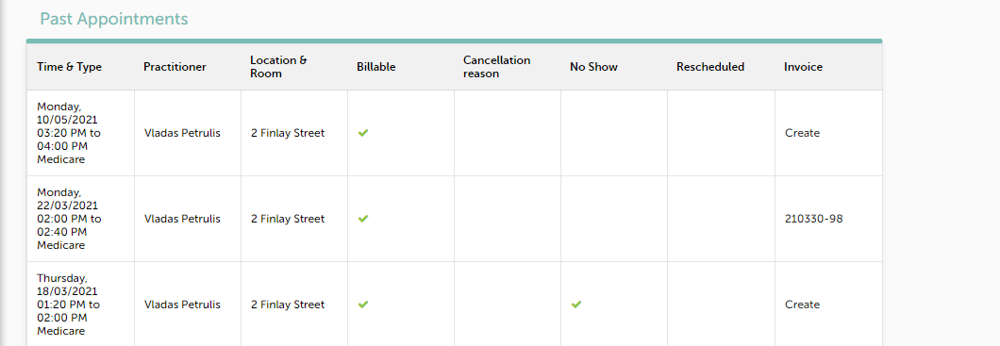 Past Appointments
Time & Type Practitioner Location & Room Billable Cancellation reason No Show Rescheduled Invoice
Monday,
10/05/2021
03:20 PM to
04:00 PM
Medicare
Vladas Petrulis
2 Finlay Street
Create
Monday,
22/03/2021
02:00 PM to
02:40 PM
Medicare
Vladas Petrulis
2 Finlay Street
210330-98
Thursday,
18/03/2021
01:20 PM to
02:00 PM
Medicare
Vladas Petrulis
2 Finlay Street
Create